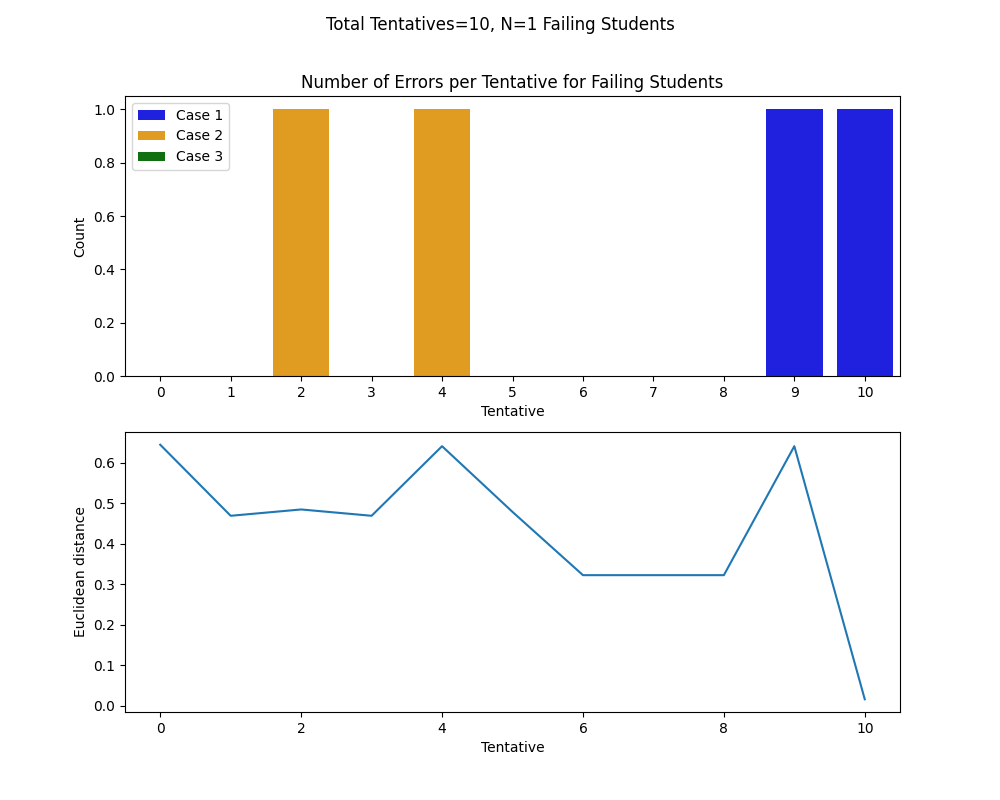 Total Tentatives=10, N=1 Failing Students
Number of Errors per Tentative for Failing Students
Case 1
Case 2
Case 3
1.0
0.8
0.6
0.4
0.2
0.0
Count
0 1 2 3 4 5 6 7 8 9 10
Tentative
0.6
0.5
0.4
0.3
0.2
0.1
0.0
Euclidean distance
0 2 4 6 8 10
Tentative